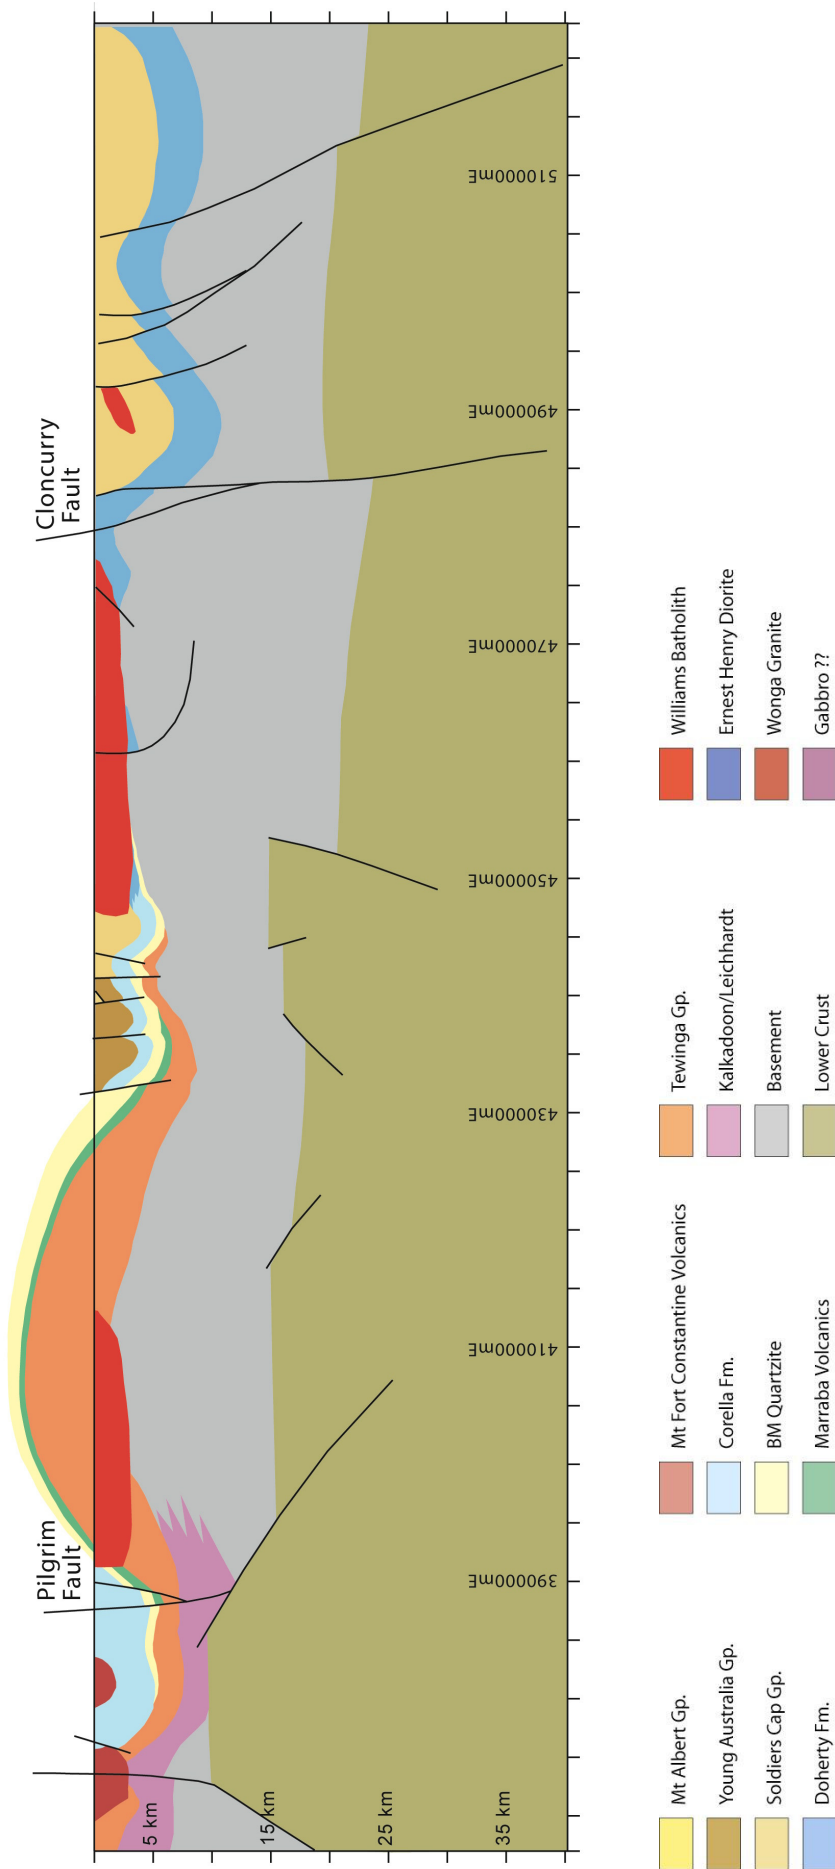 Pilgrim
Fault
Cloncurry
Fault
5 km
15 km
25 km
35 km
390000mE
410000mE
430000mE
450000mE
470000mE
490000mE
510000mE
Mt Albert Gp.
Young Australia Gp.
Soldiers Cap Gp.
Doherty Fm.
Mt Fort Constantine Volcanics
Corella Fm.
BM Quartzite
Marraba Volcanics
Tewinga Gp.
Kalkadoon/Leichhardt
Basement
Lower Crust
Williams Batholith
Ernest Henry Diorite
Wonga Granite
Gabbro ??